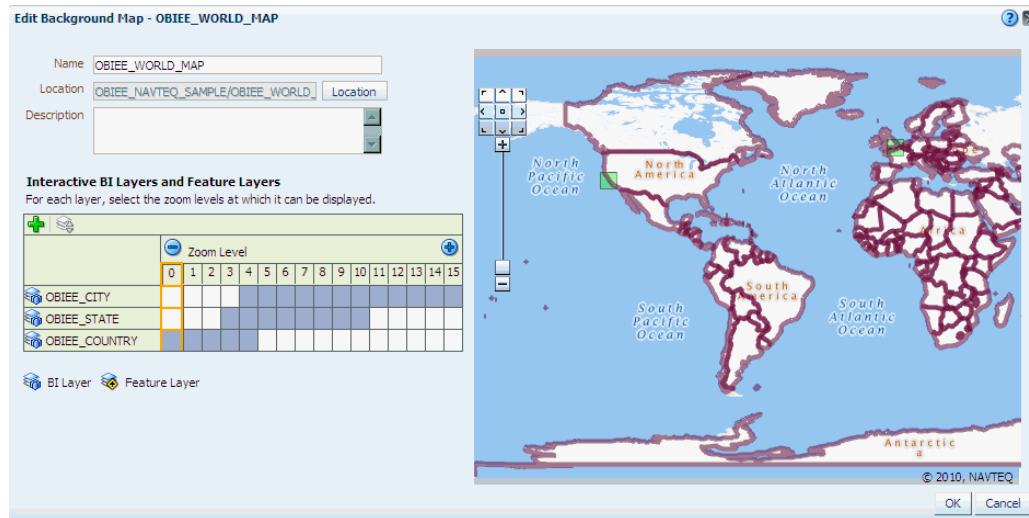 Edit Background Map - OBIEE_WORLD_MAP
Name OBIEE_WORLD_MAP
Location OBIEE_NAVTEQ_SAMPLE/OBIEE_WORLD_ Location
Description
Interactive BI Layers and Feature Layers
For each layer, select the zoom levels at which it can be displayed.
Zoom Level
0 1 2 3 4 5 6 7 8 9 10 11 12 13 14 15
OBIEE_CITY
OBIEE_STATE
OBIEE_COUNTRY
BI Layer Feature Layer
North
Pacific
Ocean
North
America
North
Atlantic
Ocean
Africa
South
America
South
Pacific
Ocean
South
Atlantic
Ocean
Antarctic
a
© 2010, NAVTEQ
OK Cancel